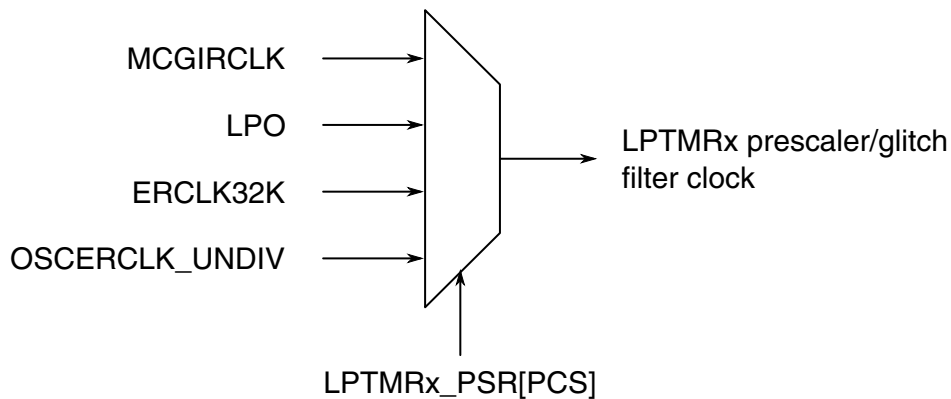 MCGIRCLK
LPO
ERCLK32K
OSCERCLK_UNDIV
LPTMRx prescaler/glitch
filter clock
LPTMRx_PSR[PCS]